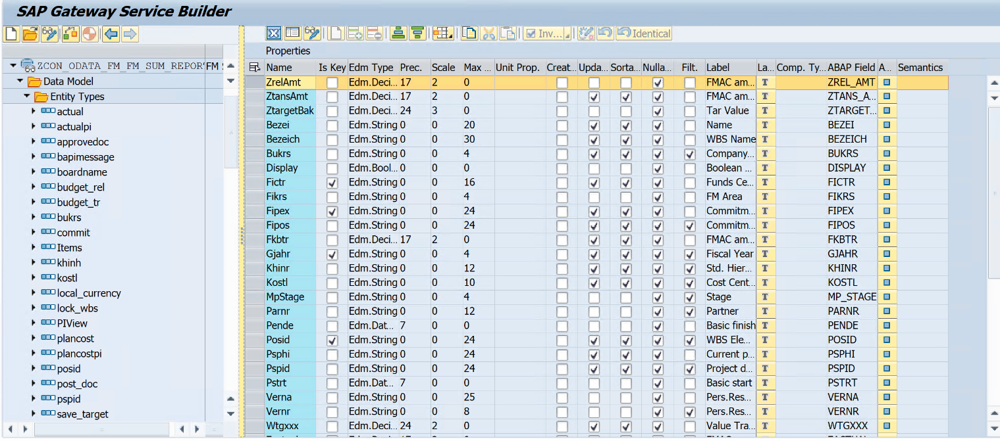 SAP Gateway Service Builder
Inv... Identical
Properties
ZCON_ODATA_FM_FM_SUM_REPOR FM
Data Model
Entity Types
actual
actualpi
approvedoc
bapimessage
boardname
budget_rel
budget_tr
bukrs
commit
Items
khinh
kostl
local_currency
lock_wbs
PIView
plancost
plancostpi
posid
post_doc
pspid
save_target
Name Is Key Edm Type Prec. Scale Max ... Unit Prop. Creat... Upda... Sorta... Nulla... Filt. Label La... Comp. Ty... ABAP Field A... Semantics
ZrelAmt Edm.Deci... 17 2 0 FMAC am... T ZREL_AMT
ZtansAmt Edm.Deci... 17 2 0 FMAC am... T ZTANS_A...
ZtargetBak Edm.Deci... 24 3 0 Tar Value T ZTARGET...
Bezei Edm.String 0 0 20 Name T BEZEI
Bezeich Edm.String 0 0 30 WBS Name T BEZEICH
Bukrs Edm.String 0 0 4 Company... T BUKRS
Display Edm.Bool... 0 0 0 Boolean ... T DISPLAY
Fictr Edm.String 0 0 16 Funds Ce... T FICTR
Fikrs Edm.String 0 0 4 FM Area T FIKRS
Fipex Edm.String 0 0 24 Commitm... T FIPEX
Fipos Edm.String 0 0 24 Commitm... T FIPOS
Fkbtr Edm.Deci... 17 2 0 FMAC am... T FKBTR
Gjahr Edm.String 0 0 4 Fiscal Year T GJAHR
Khinr Edm.String 0 0 12 Std. Hier... T KHINR
Kostl Edm.String 0 0 10 Cost Cent... T KOSTL
MpStage Edm.String 0 0 4 Stage T MP_STAGE
Parnr Edm.String 0 0 12 Partner T PARNR
Pende Edm.Dat... 7 0 0 Basic finish T PENDE
Posid Edm.String 0 0 24 WBS Ele... T POSID
Psphi Edm.String 0 0 24 Current p... T PSPHI
Pspid Edm.String 0 0 24 Project d... T PSPID
Pstrt Edm.Dat... 7 0 0 Basic start T PSTRT
Verna Edm.String 0 0 25 Pers.Res... T VERNA
Vernr Edm.String 0 0 8 Pers.Res... T VERNR
Wtgxxx Edm.Deci... 24 2 0 Value Tra... T WTGXXX